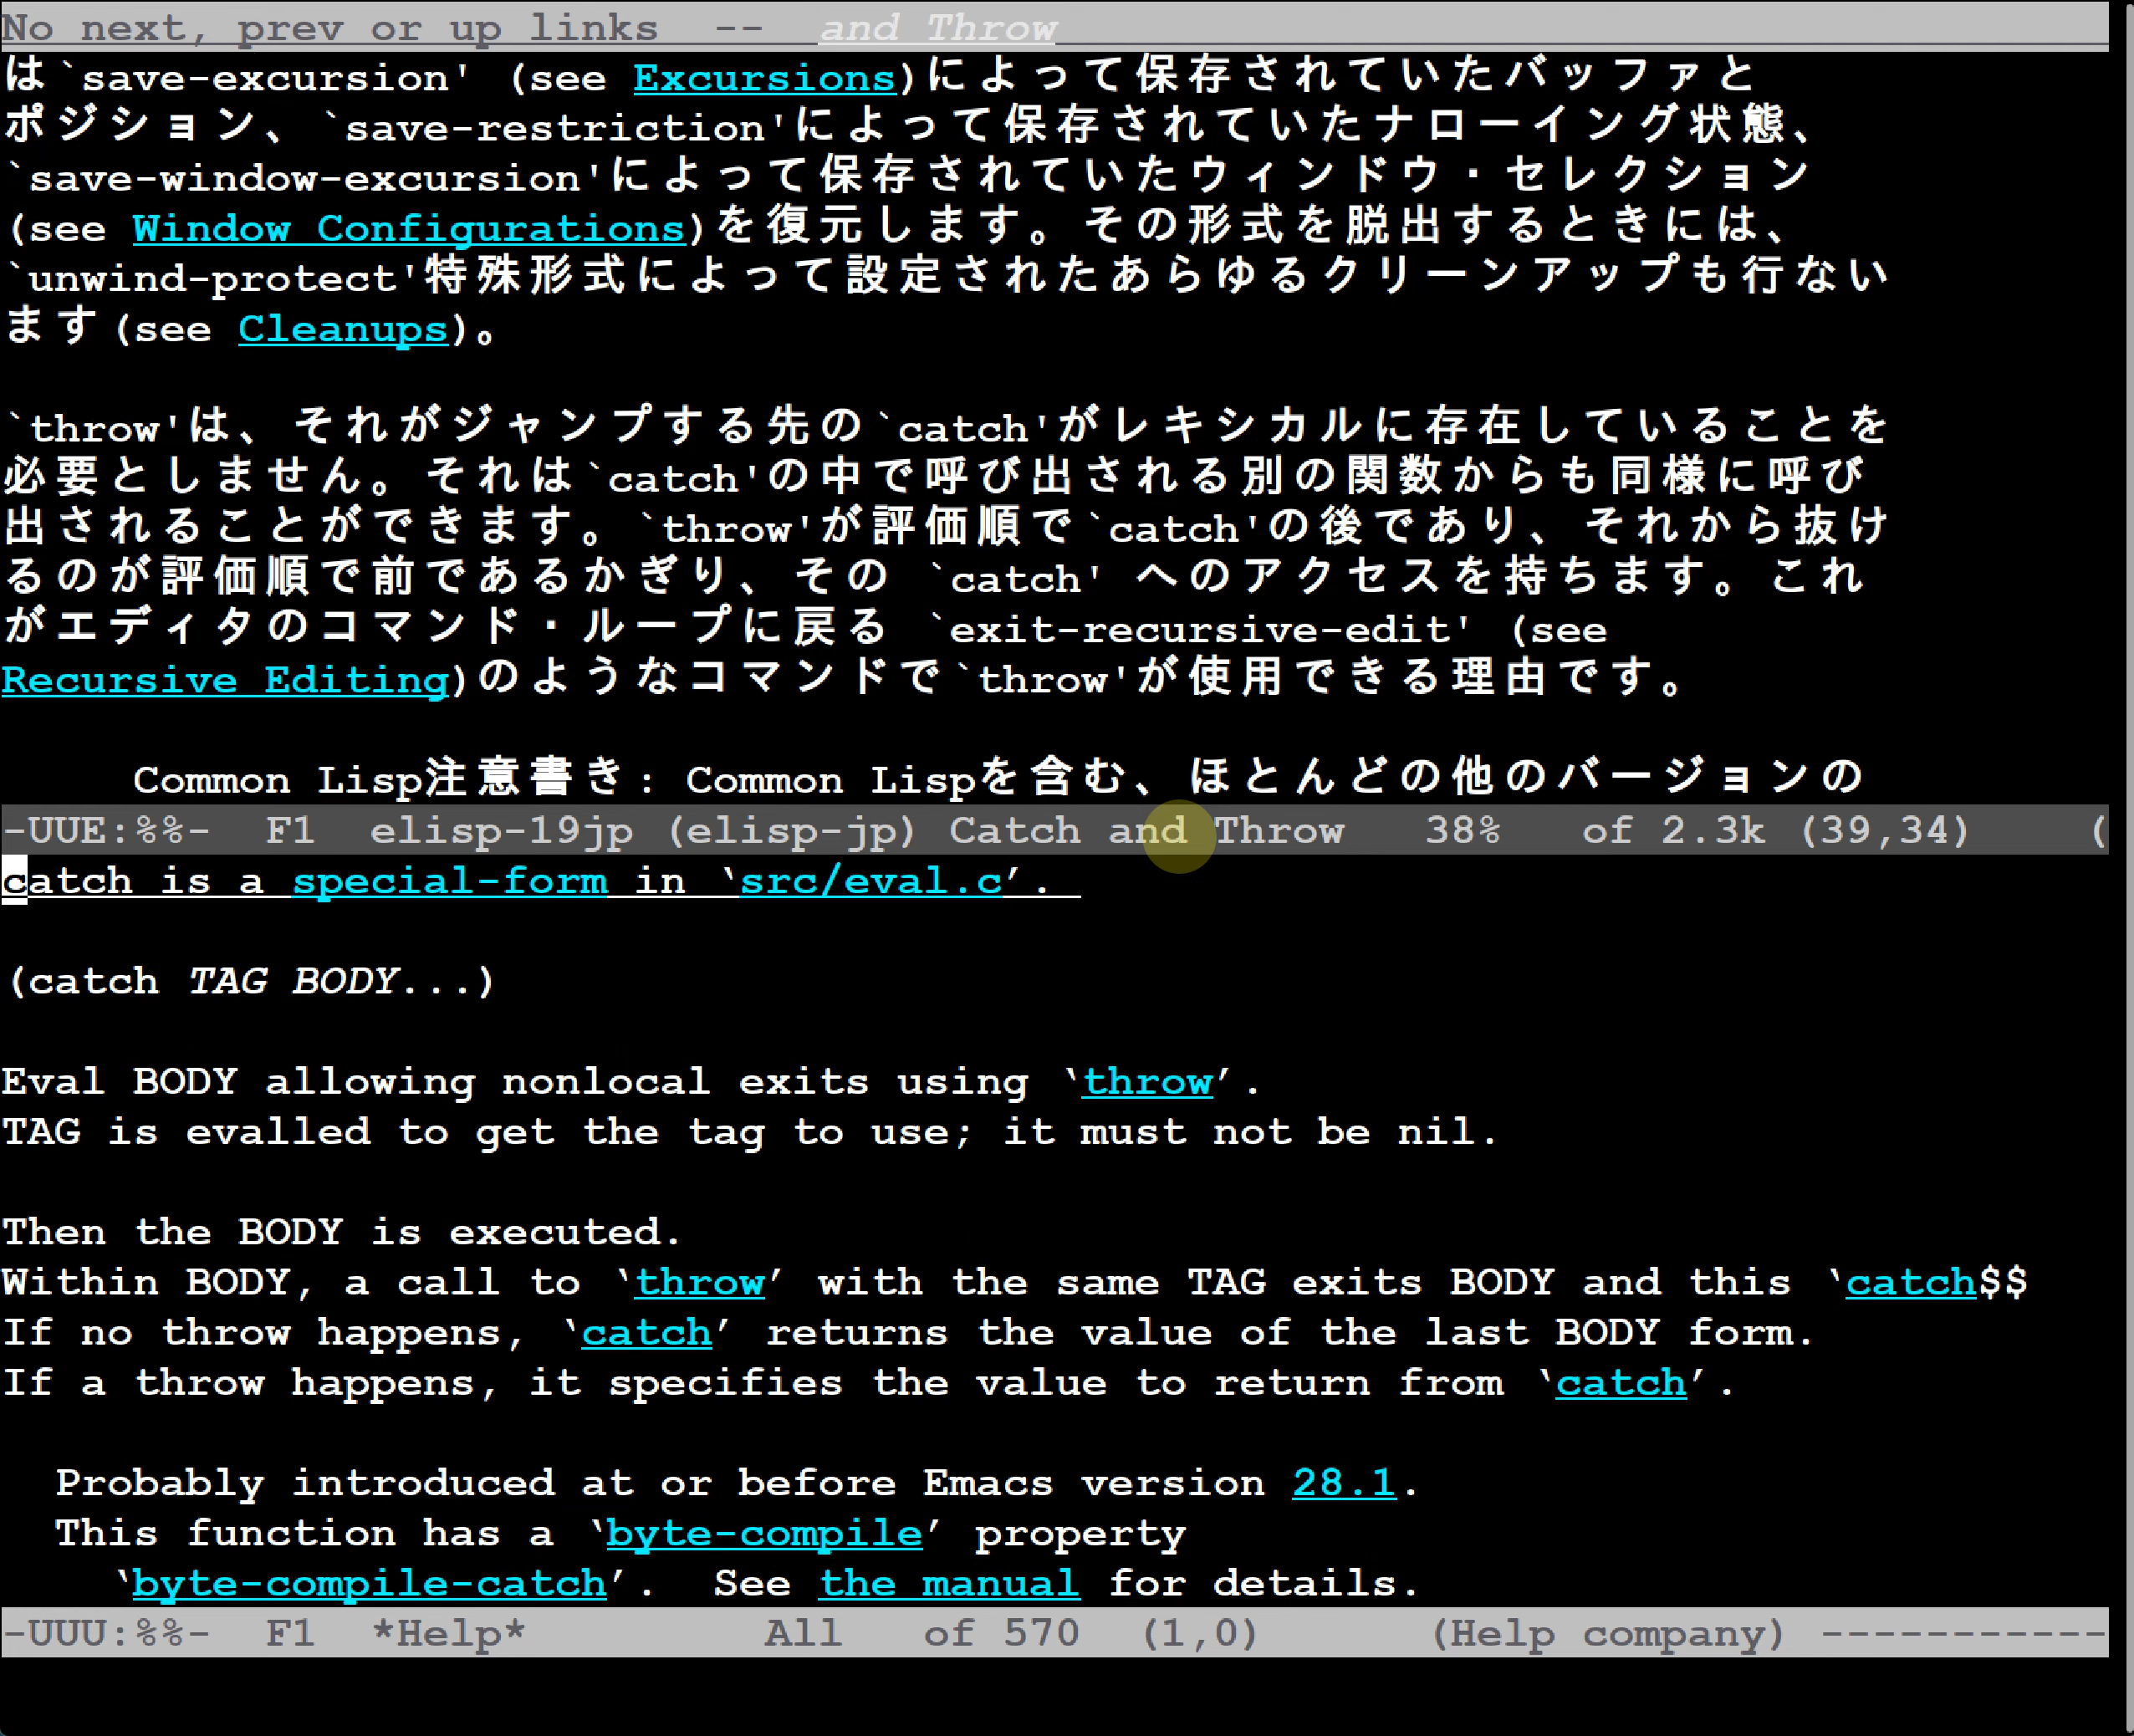 No next, prev or up links  --  and Throw
は`save-excursion' (see Excursions)によって保存されていたバッファと
ポジション、`save-restriction'によって保存されていたナローイング状態、
`save-window-excursion'によって保存されていたウィンドウ・セレクション
(see Window Configurations)を復元します。その形式を脱出するときには、
`unwind-protect'特殊形式によって設定されたあらゆるクリーンアップも行ない
ます(see Cleanups)。
`throw'は、それがジャンプする先の`catch'がレキシカルに存在していることを
必要としません。それは`catch'の中で呼び出される別の関数からも同様に呼び
出されることができます。`throw'が評価順で`catch'の後であり、それから抜け
るのが評価順で前であるかぎり、その `catch' へのアクセスを持ちます。これ
がエディタのコマンド・ループに戻る `exit-recursive-edit' (see
Recursive Editing)のようなコマンドで`throw'が使用できる理由です。
Common Lisp注意書き: Common Lispを含む、ほとんどの他のバージョンの
-UUE:%%-  F1  elisp-19jp (elisp-jp) Catch and Throw   38%   of 2.3k (39,34)    (
catch is a special-form in ‘src/eval.c’.
(catch TAG BODY...)
Eval BODY allowing nonlocal exits using ‘throw’.
TAG is evalled to get the tag to use; it must not be nil.
Then the BODY is executed.
Within BODY, a call to ‘throw’ with the same TAG exits BODY and this ‘catch$$
If no throw happens, ‘catch’ returns the value of the last BODY form.
If a throw happens, it specifies the value to return from ‘catch’.
Probably introduced at or before Emacs version 28.1.
This function has a ‘byte-compile’ property
‘byte-compile-catch’.  See the manual for details.
-UUU:%%-  F1  *Help*         All   of 570  (1,0)      (Help company) -----------